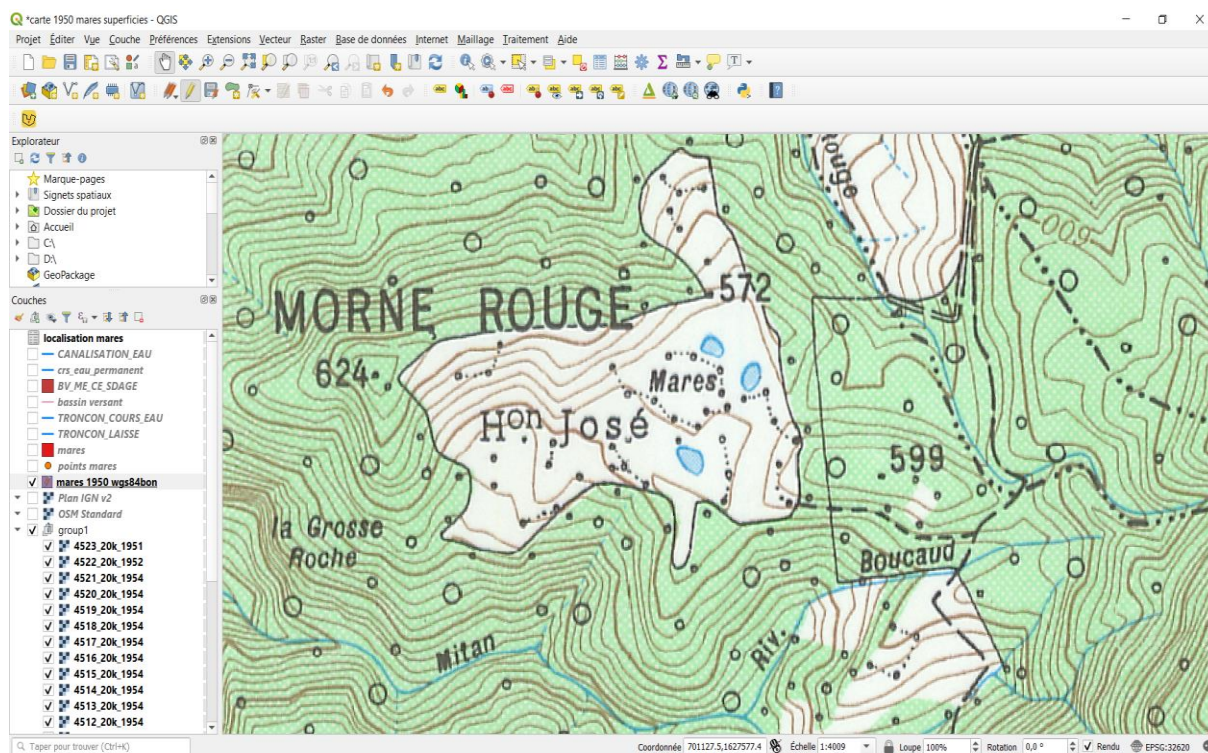 *carte 1950 mares superficies - QGIS
Projet Éditer Vue Couche Préférences Extensions Vecteur Raster Base de données Internet Maillage Traitement Aide
Explorateur
Marque-pages
Signets spatiaux
Dossier du projet
Accueil
C:\
D:\
GeoPackage
Couches
localisation mares
CANALISATION_EAU
crs_eau_permanent
BV_ME_CE_SDAGE
bassin versant
TRONCON_COURS_EAU
TRONCON_LAISSE
mares
points mares
mares 1950 wgs84bon
Plan IGN v2
OSM Standard
group1
4523_20k_1951
4522_20k_1952
4521_20k_1954
4520_20k_1954
4519_20k_1954
4518_20k_1954
4517_20k_1954
4516_20k_1954
4515_20k_1954
4514_20k_1954
4513_20k_1954
4512_20k_1954
Rouge
600
572
MORNE ROUGE
624
Mares
Hon José
599
la Grosse
Roche
Boucaud
Mitan
Riv.
Taper pour trouver (Ctrl+K)
Coordonnée 701127.5,1627577.4 Échelle 1:4009 Loupe 100% Rotation 0,0 ° Rendu EPSG:32620